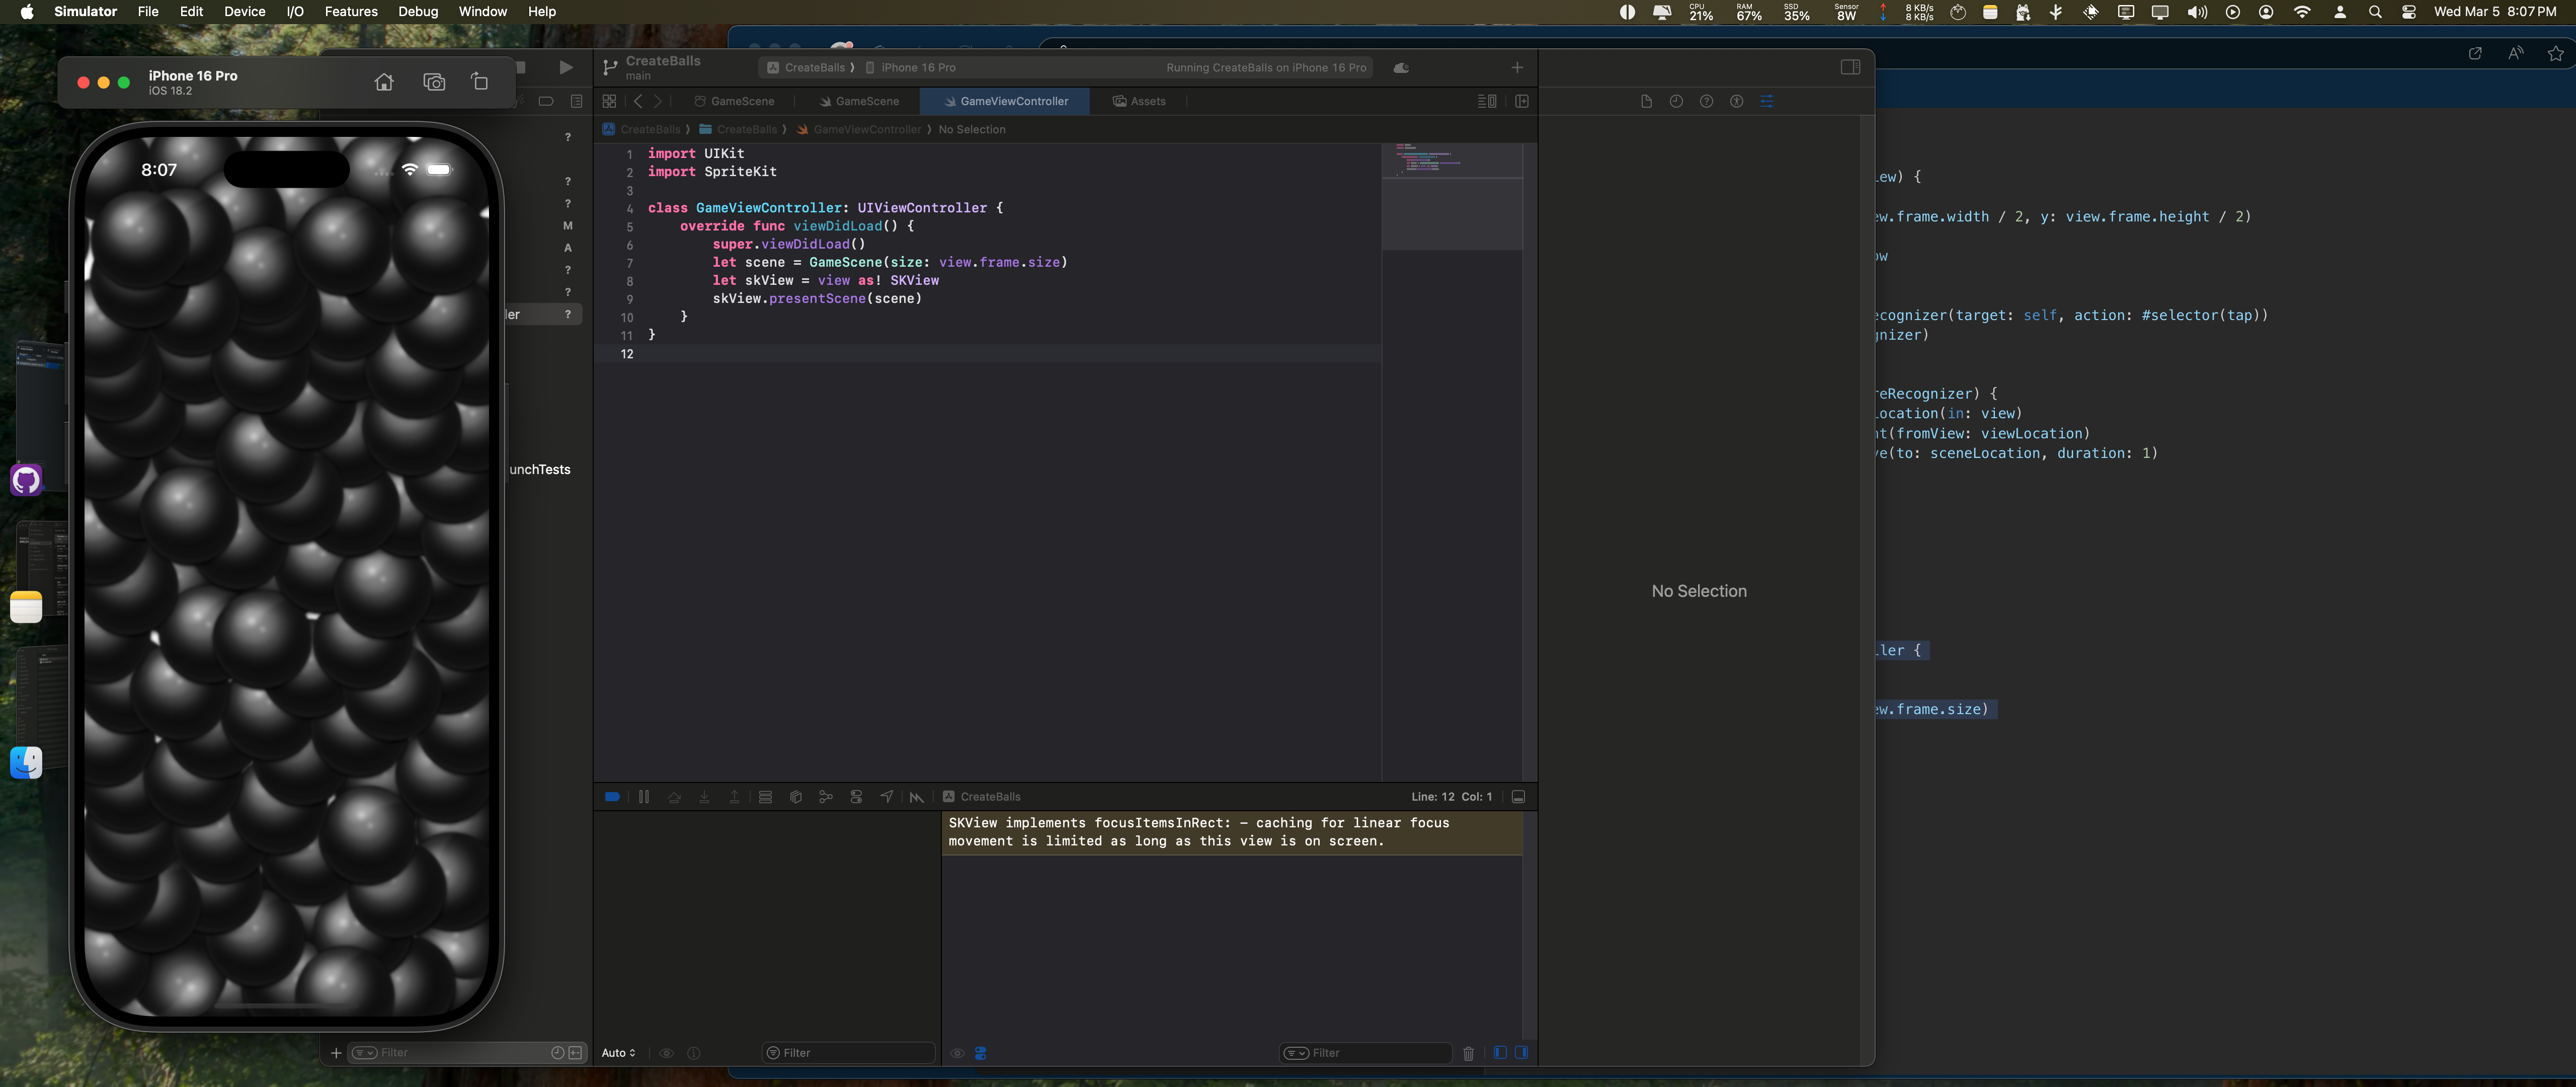 Simulator File Edit Device I/O Features Debug Window Help
CPU 21% RAM 67% SSD 35% Sensor 8W 8 KB/s 8 KB/s Wed Mar 5 8:07 PM
iPhone 16 Pro
iOS 18.2
8:07
CreateBalls
main
CreateBalls iPhone 16 Pro Running CreateBalls on iPhone 16 Pro
GameScene GameScene GameViewController Assets
CreateBalls CreateBalls GameViewController No Selection
?
?
?
M
A
?
?
ler ?
unchTests
1 import UIKit
2 import SpriteKit
3
4 class GameViewController: UIViewController {
5 override func viewDidLoad() {
6 super.viewDidLoad()
7 let scene = GameScene(size: view.frame.size)
8 let skView = view as! SKView
9 skView.presentScene(scene)
10 }
11 }
12
CreateBalls Line: 12 Col: 1
SKView implements focusItemsInRect: - caching for linear focus
movement is limited as long as this view is on screen.
Filter Auto Filter Filter
No Selection
ew) {
w.frame.width / 2, y: view.frame.height / 2)
ow
ecognizer(target: self, action: #selector(tap))
gnizer)
reRecognizer) {
ocation(in: view)
nt(fromView: viewLocation)
ve(to: sceneLocation, duration: 1)
ller {
ew.frame.size)